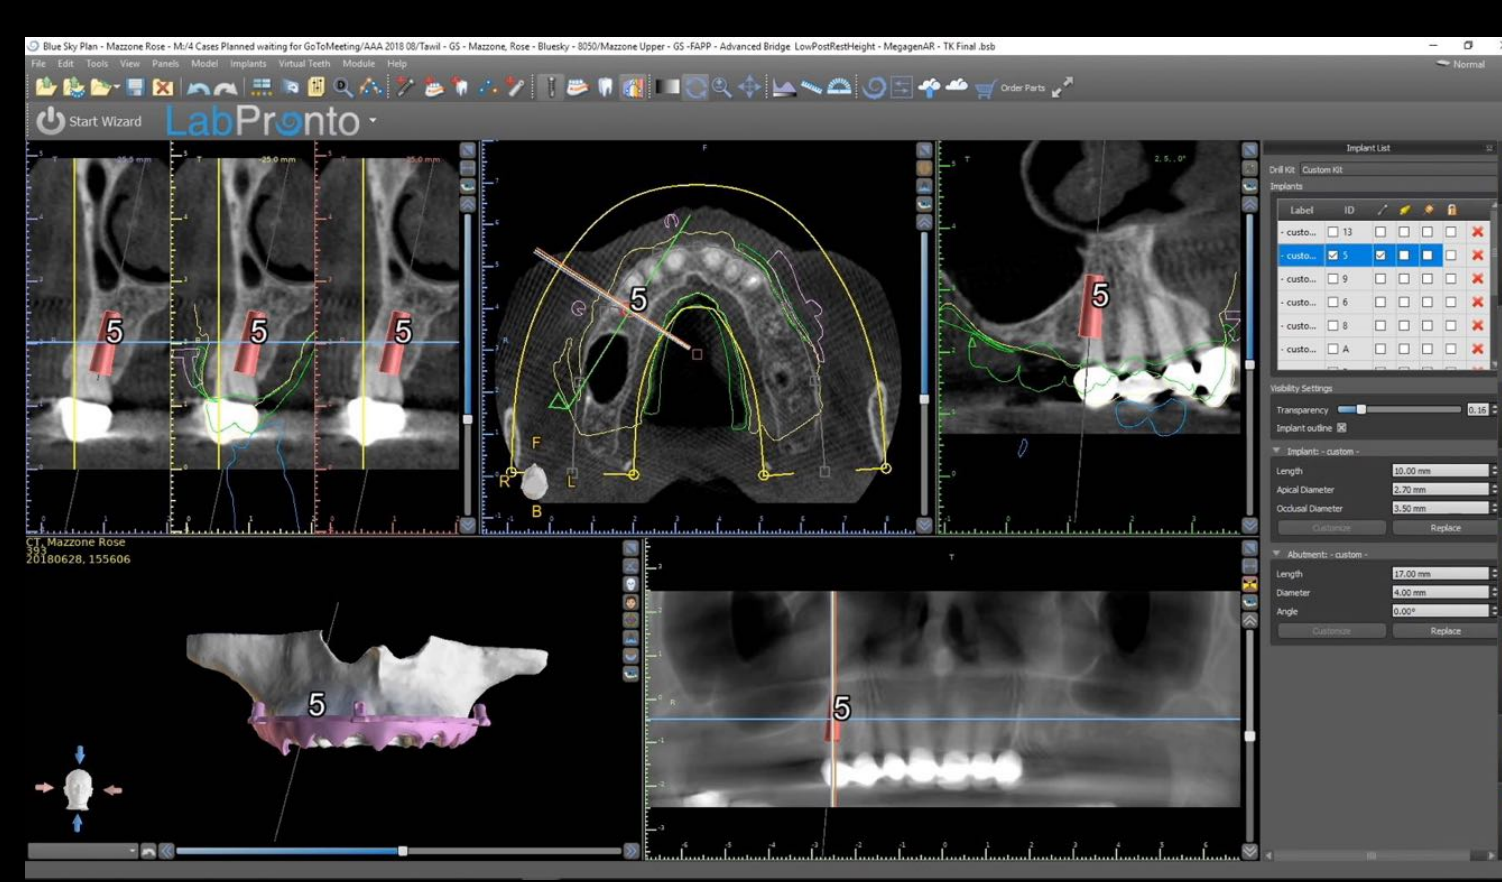 Blue Sky Plan - Mazzone Rose - M:/4 Cases Planned waiting for GoToMeeting/AAA 2018 08/Tawil - GS - Mazzone, Rose - Bluesky - 8050/Mazzone Upper - GS -FAPP - Advanced Bridge LowPostRestHeight - MegagenAR - TK Final .bsb
File Edit Tools View Panels Model Implants Virtual Teeth Module Help
Normal
Order Parts
Start Wizard LabPronto
Implant List
Drill Kit Custom Kit
Implants
Label ID
- custo... 13
- custo... 5
- custo... 9
- custo... 6
- custo... 8
- custo... A
Visibility Settings
Transparency 0.16
Implant outline
Implant: - custom -
Length 10.00 mm
Apical Diameter 2.70 mm
Occlusal Diameter 3.50 mm
Customize Replace
Abutment: - custom -
Length 17.00 mm
Diameter 4.00 mm
Angle 0.00°
Customize Replace
T
T
25.0 mm
5
5
5
F
5
F
R
L
B
T
5
CT, Mazzone Rose
393
20180628, 155606
5
T
5